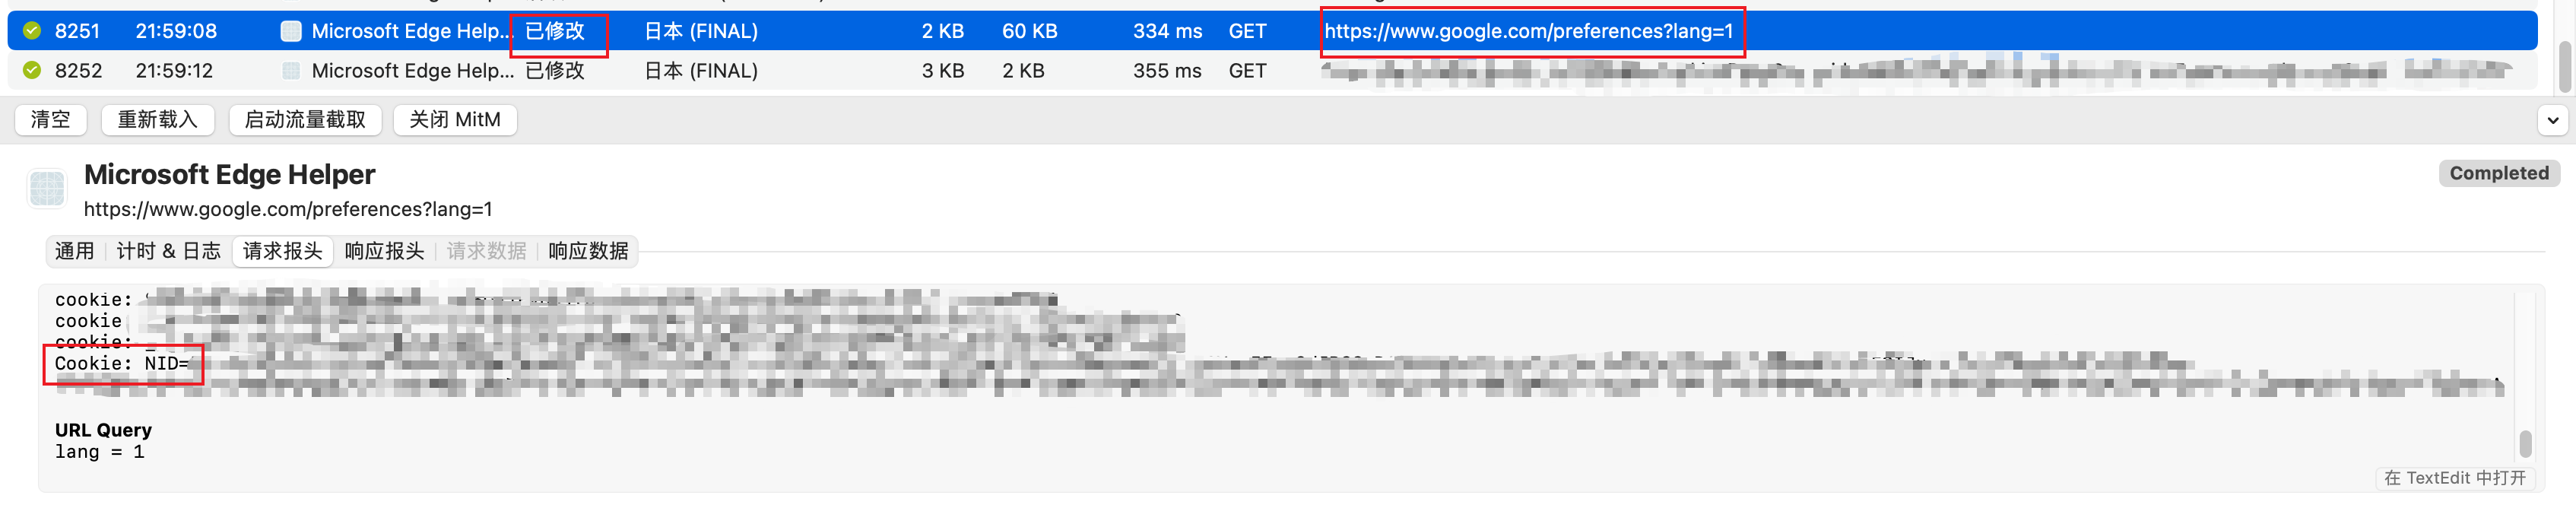 8251 21:59:08 Microsoft Edge Help... 已修改 日本 (FINAL) 2 KB 60 KB 334 ms GET https://www.google.com/preferences?lang=1
8252 21:59:12 Microsoft Edge Help... 已修改 日本 (FINAL) 3 KB 2 KB 355 ms GET
清空 重新载入 启动流量截取 关闭 MitM
Microsoft Edge Helper
Completed
https://www.google.com/preferences?lang=1
通用 计时 & 日志 请求报头 响应报头 请求数据 响应数据
cookie:
cookie
cookie:
Cookie: NID=
URL Query
lang = 1
在 TextEdit 中打开